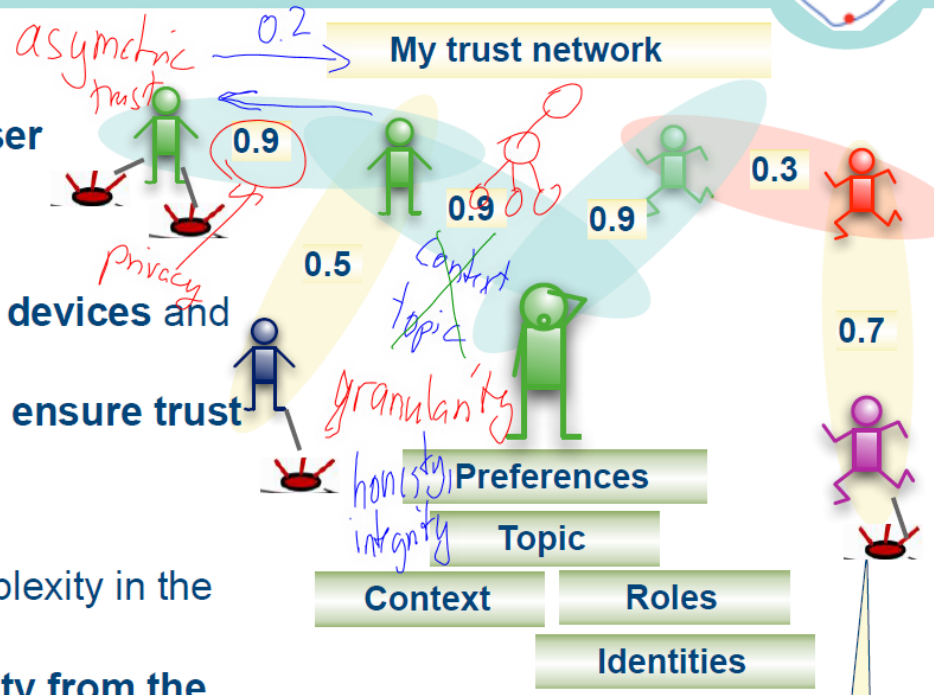 asymetric
trust
0.2
My trust network
ser
0.9
0.3
0.9
0.9
privacy
0.5
Context
topic
devices and
0.7
ensure trust
granularity
honisty,
integrity
Preferences
Topic
plexity in the
Context
Roles
Identities
ty from the